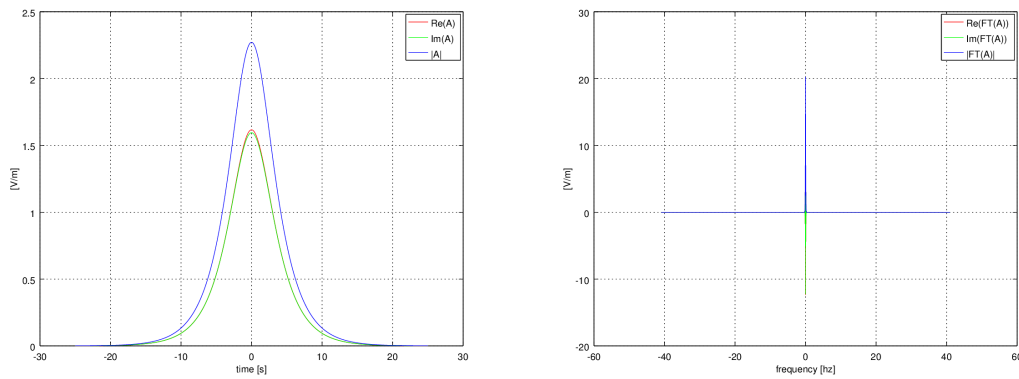 2.5
2
1.5
1
0.5
0
-30
-20
-10
0
10
20
30
[V/m]
time [s]
Re(A)
Im(A)
|A|
30
20
10
0
-10
-20
-60
-40
-20
0
20
40
60
[V/m]
frequency [hz]
Re(FT(A))
Im(FT(A))
|FT(A)|